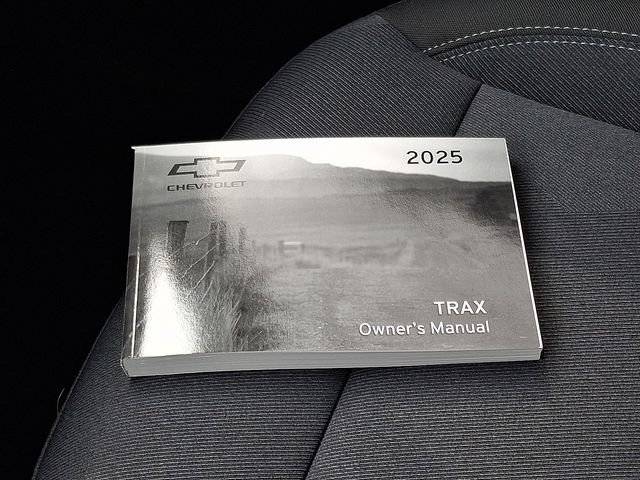 2025
CHEVROLET
TRAX
Owner's Manual